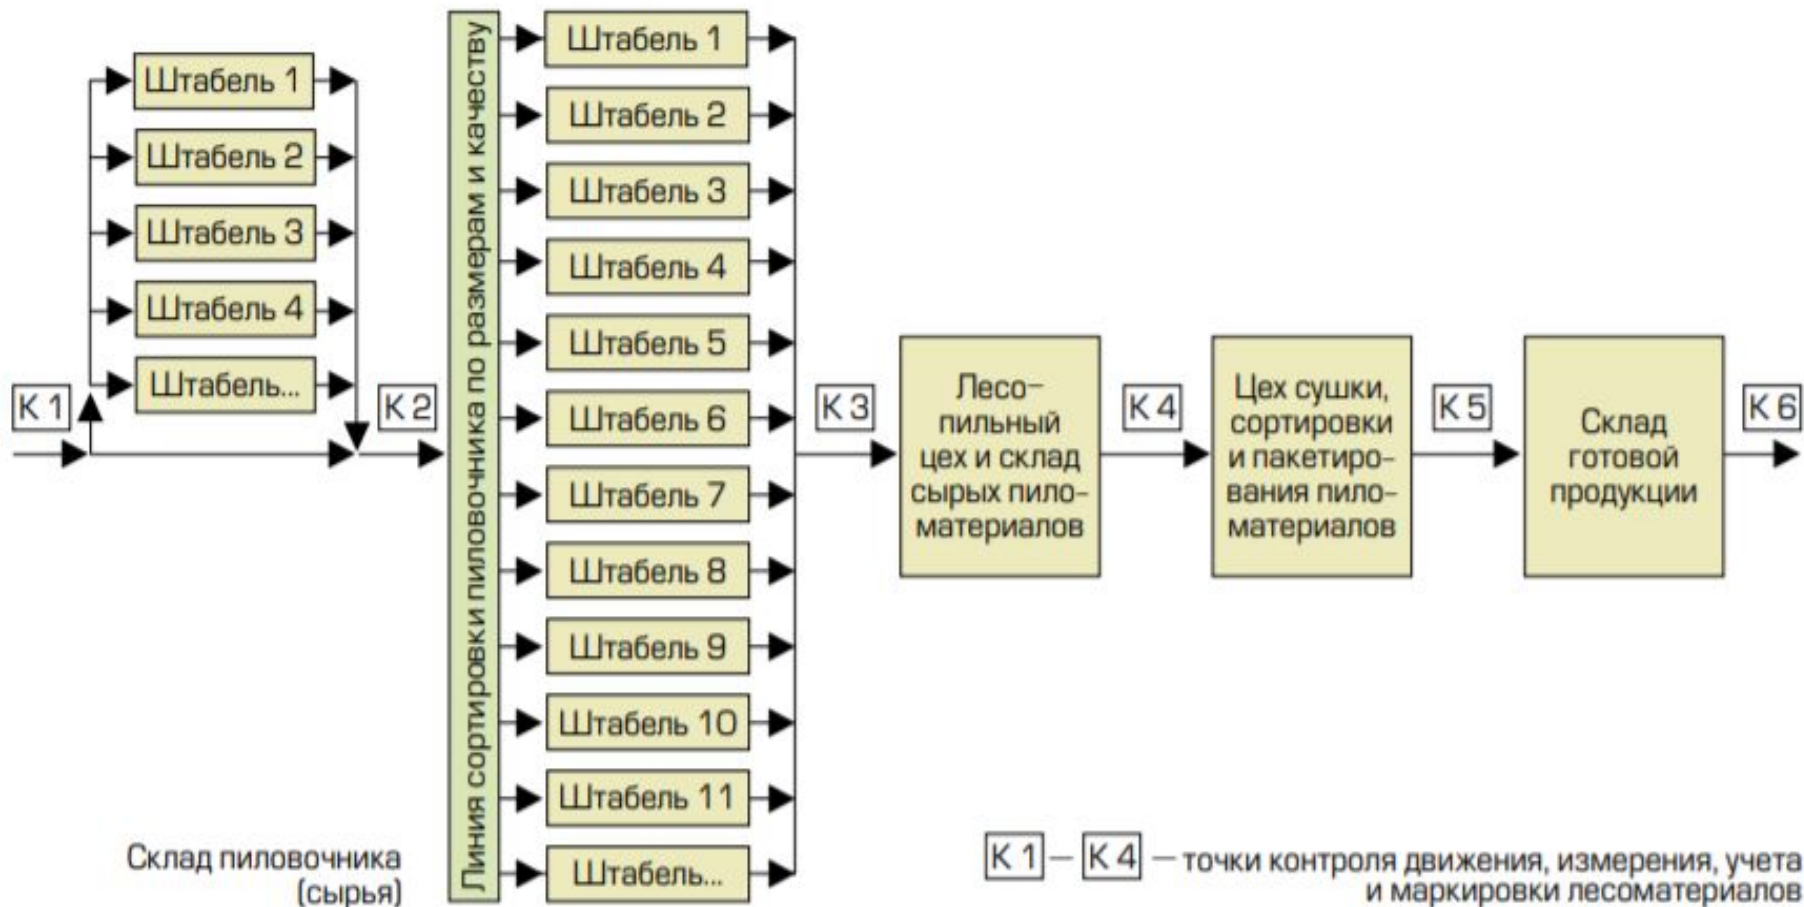 К 1
Штабель 1
Штабель 2
Штабель 3
Штабель 4
Штабель...
Склад пиловочника
(сырья)
К 2
Линия сортировки пиловочника по размерам и качеству
Штабель 1
Штабель 2
Штабель 3
Штабель 4
Штабель 5
Штабель 6
Штабель 7
Штабель 8
Штабель 9
Штабель 10
Штабель 11
Штабель...
К 3
Лесо–
пильный
цех и склад
сырых пило–
материалов
К 4
Цех сушки,
сортировки
и пакетиро–
вания пило–
материалов
К 5
Склад
готовой
продукции
К 6
К 1 – К 4 – точки контроля движения, измерения, учета
и маркировки лесоматериалов